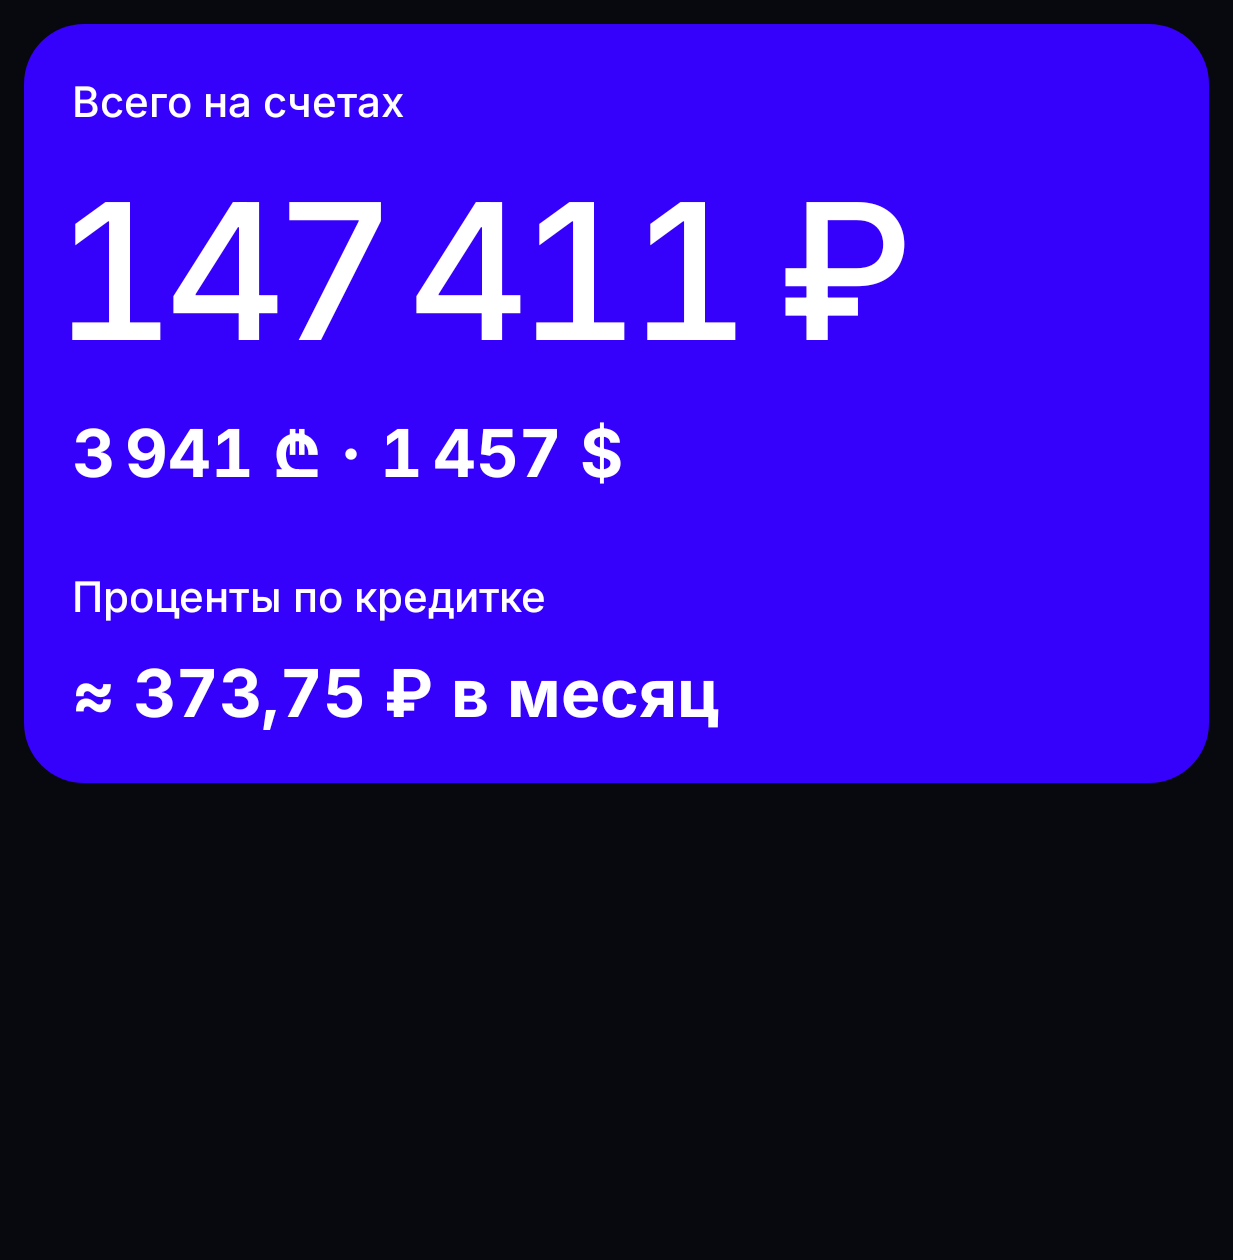 Всего на счетах
147 411 ₽
3 941 ₾ · 1 457 $
Проценты по кредитке
≈ 373,75 ₽ в месяц